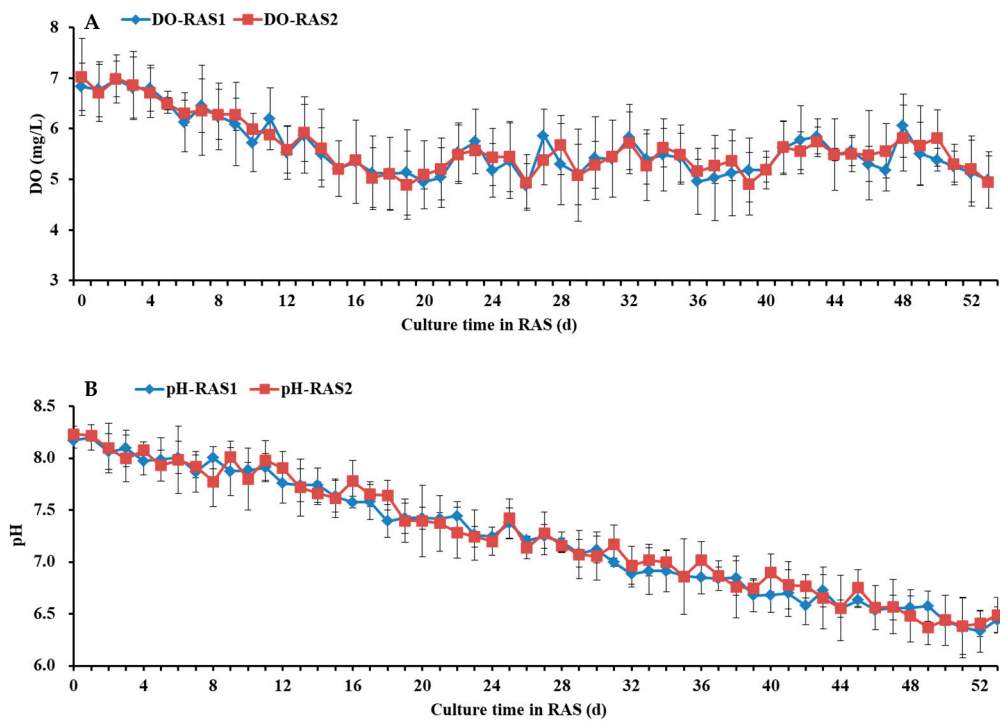 A DO-RAS1 DO-RAS2
8
7
6
5
4
3
DO (mg/L)
0 4 8 12 16 20 24 28 32 36 40 44 48 52
Culture time in RAS (d)
B pH-RAS1 pH-RAS2
8.5
8.0
7.5
7.0
6.5
6.0
pH
0 4 8 12 16 20 24 28 32 36 40 44 48 52
Culture time in RAS (d)